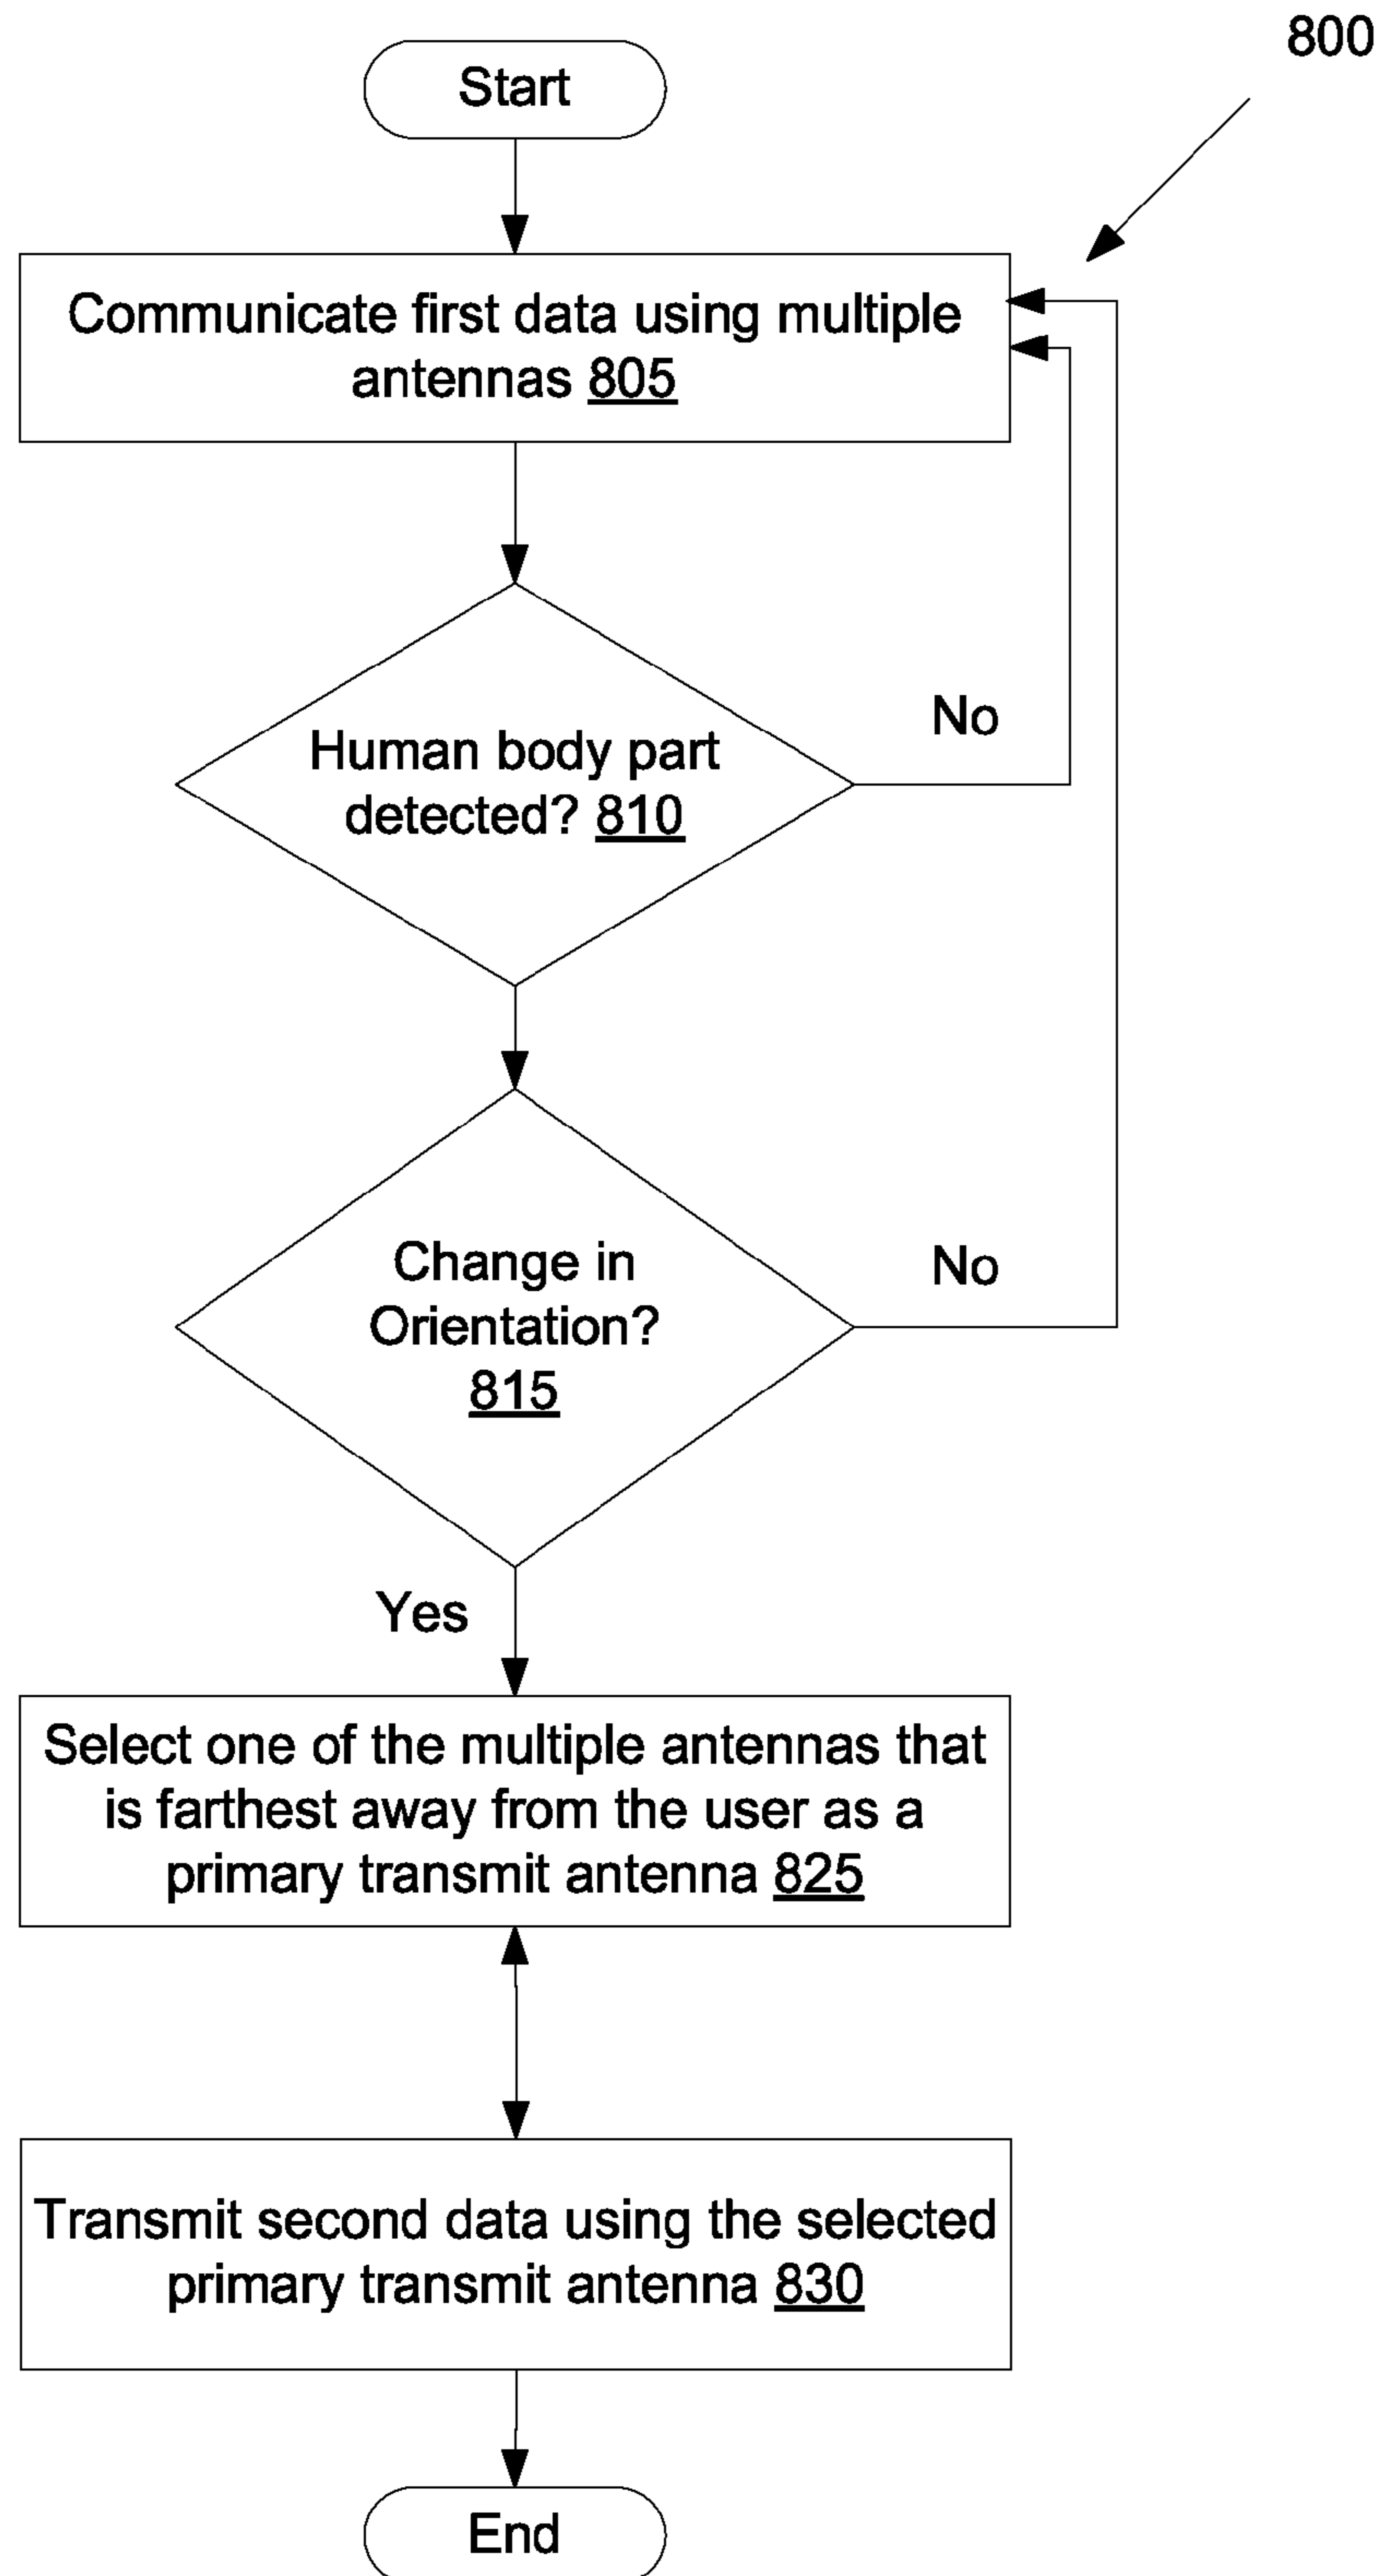 800
Start
Communicate first data using multiple
antennas 805
Human body part
detected? 810
No
Change in
Orientation?
815
No
Yes
Select one of the multiple antennas that
is farthest away from the user as a
primary transmit antenna 825
Transmit second data using the selected
primary transmit antenna 830
End